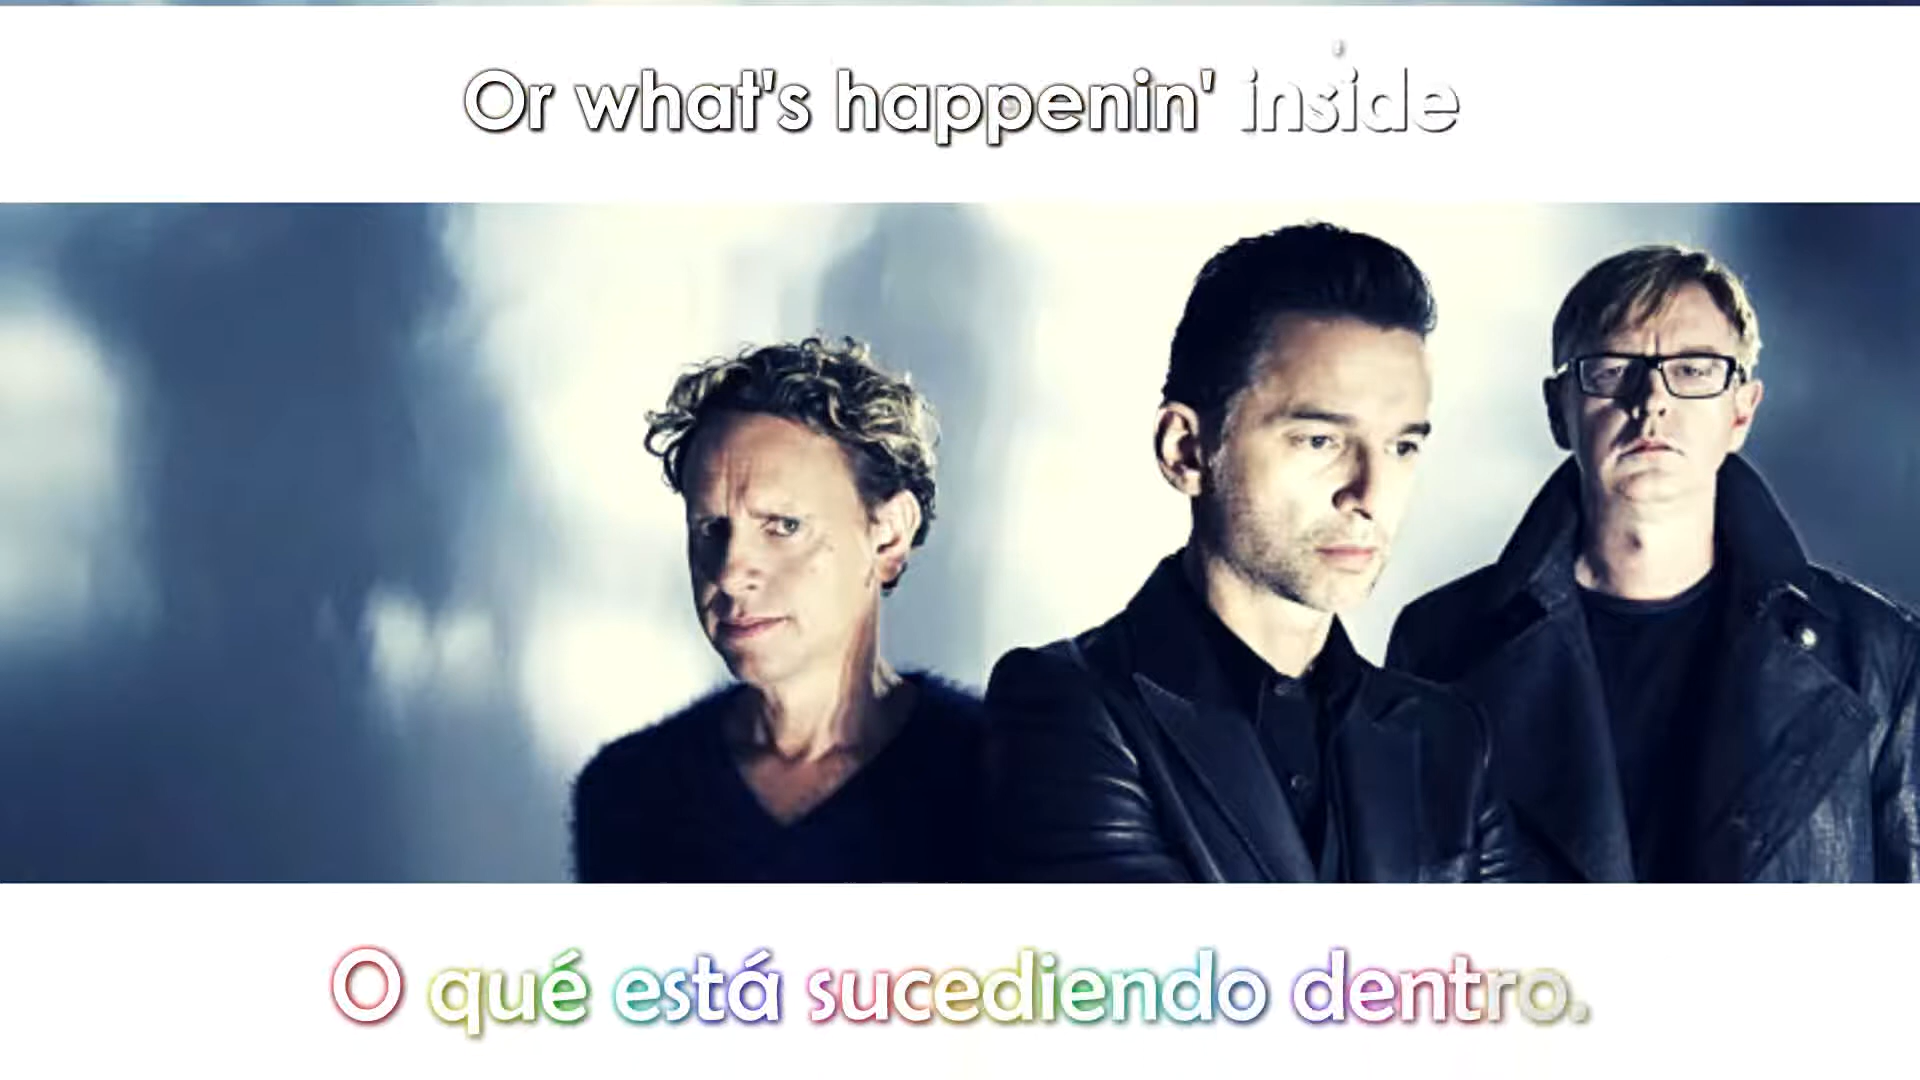 Or what's happenin' inside
O qué está sucediendo dentro.